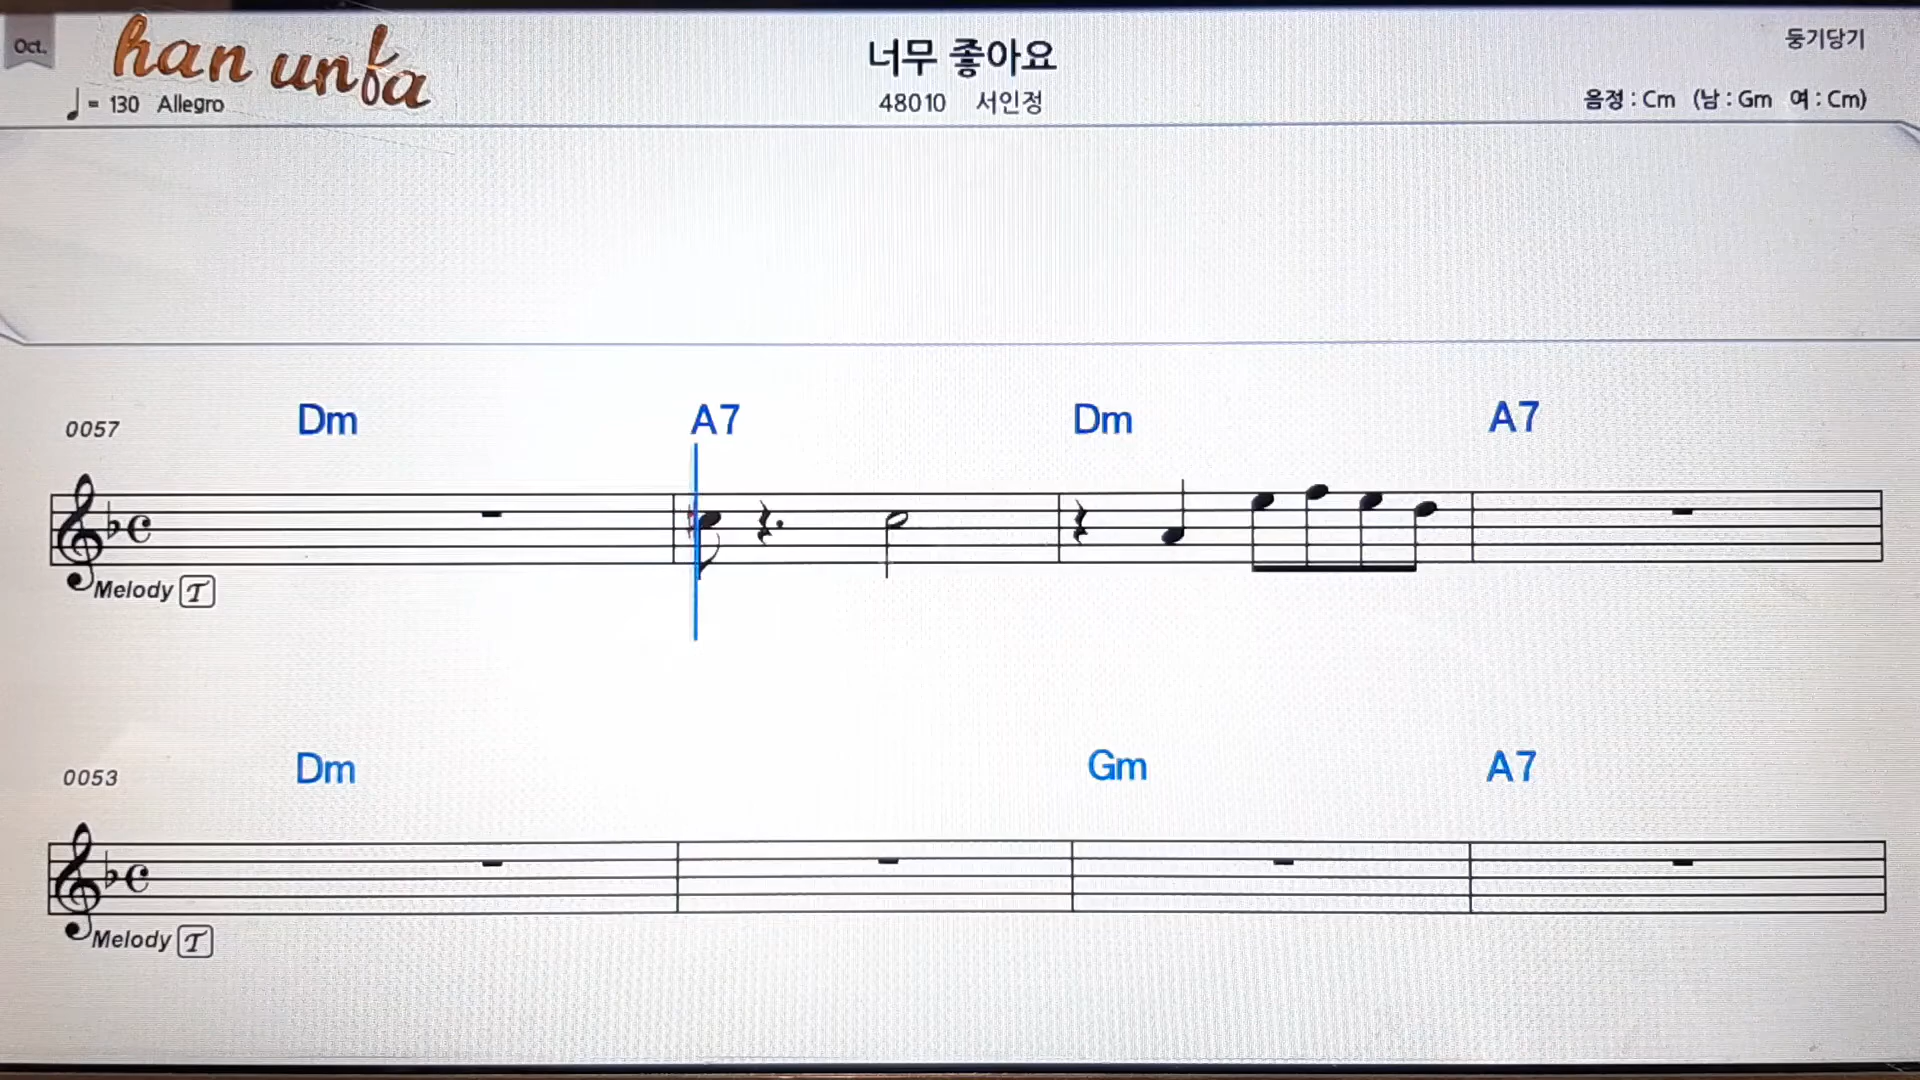 Oct.
han unfa
너무 좋아요
둥기당기
♩ = 130 Allegro
48010 서인정
음정 : Cm (남 : Gm 여 : Cm)
0057 Dm A7 Dm A7
Melody T
0053 Dm Gm A7
Melody T